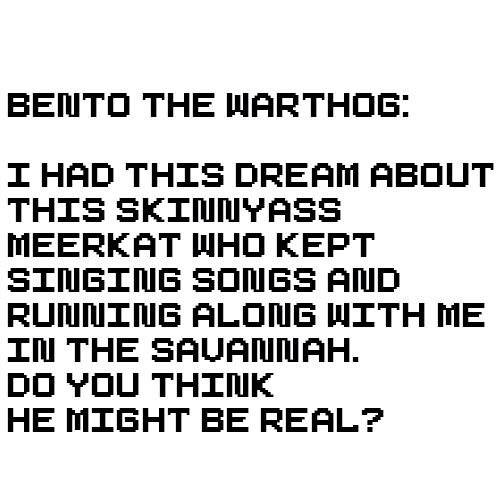 BENTO THE WARTHOG:
I HAD THIS DREAM ABOUT
THIS SKINNYASS
MEERKAT WHO KEPT
SINGING SONGS AND
RUNNING ALONG WITH ME
IN THE SAVANNAH.
DO YOU THINK
HE MIGHT BE REAL?